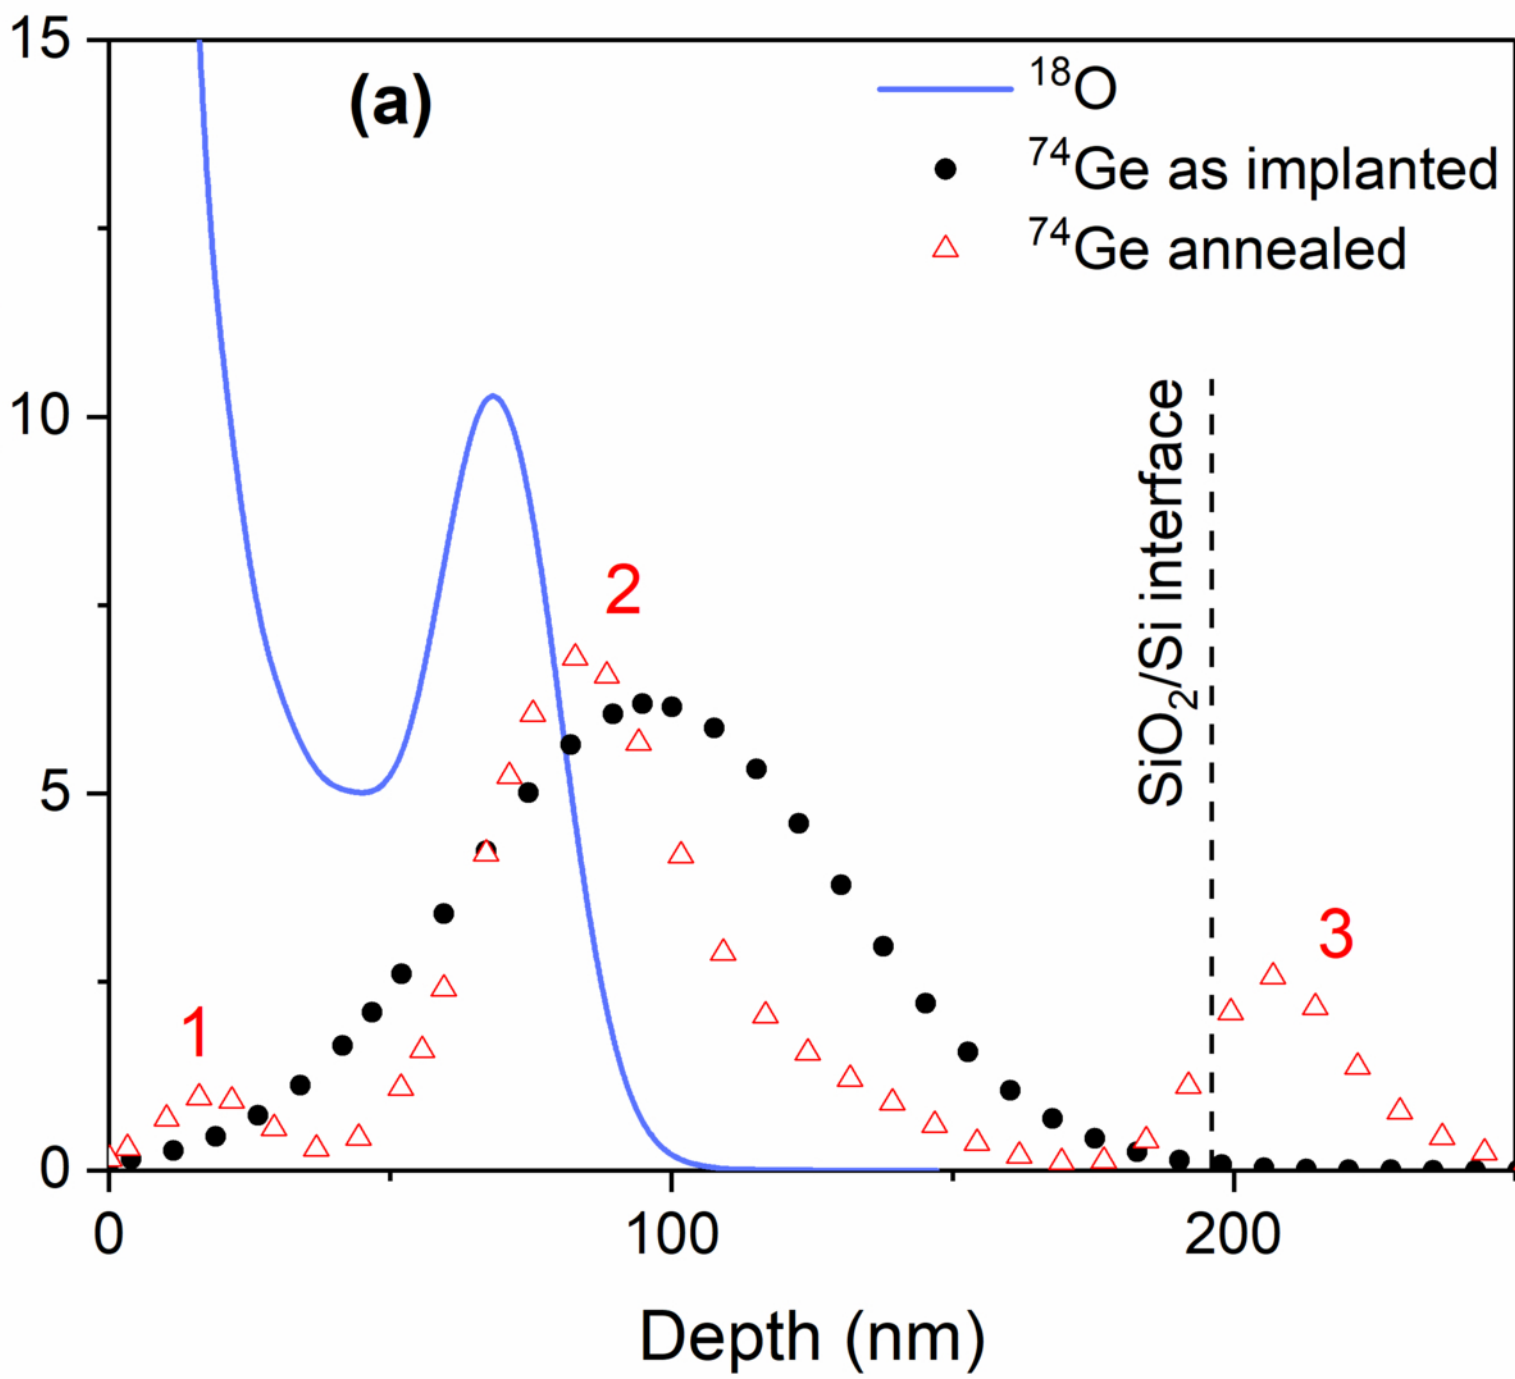 15
(a)
¹⁸O
⁷⁴Ge as implanted
⁷⁴Ge annealed
10
SiO₂/Si interface
2
5
3
1
0
0 100 200
Depth (nm)